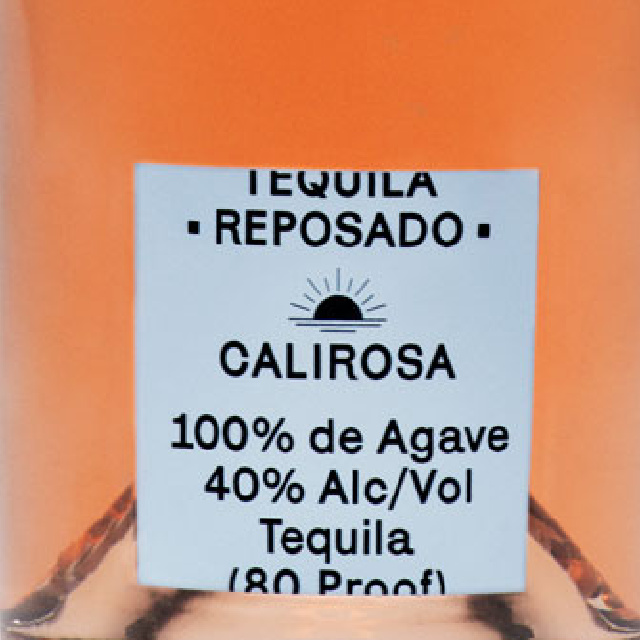 TEQUILA
▪ REPOSADO ▪
CALIROSA
100% de Agave
40% Alc/Vol
Tequila
(80 Proof)